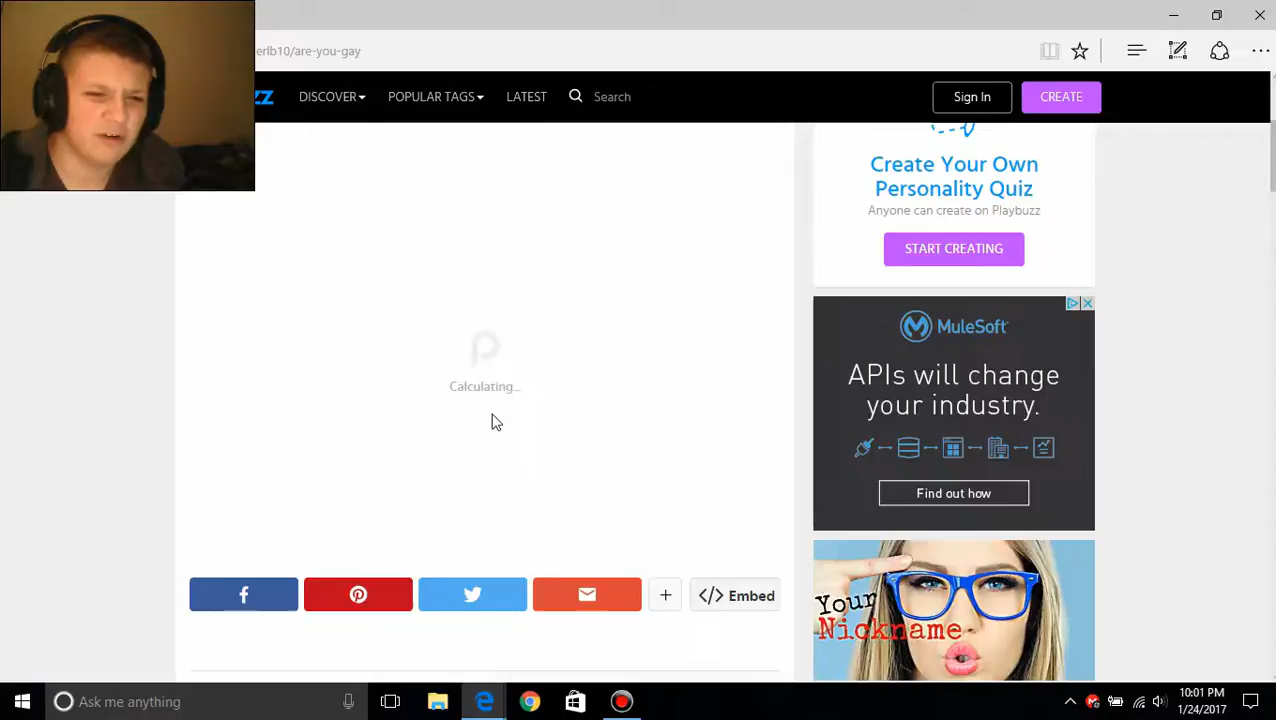 erlb10/are-you-gay
ZZ DISCOVER POPULAR TAGS LATEST Search Sign In CREATE
Create Your Own
Personality Quiz
Anyone can create on Playbuzz
START CREATING
MuleSoft
APIs will change
your industry.
Find out how
Calculating...
Embed
Your
Nickname
Ask me anything
10:01 PM
1/24/2017